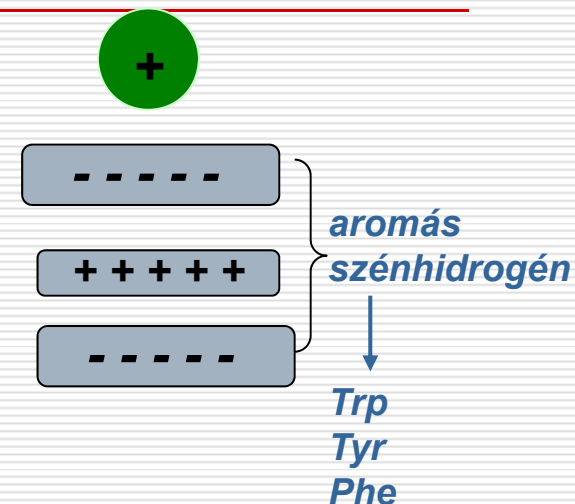 +
- - - - -
+ + + + +
- - - - -
aromás
szénhidrogén
Trp
Tyr
Phe